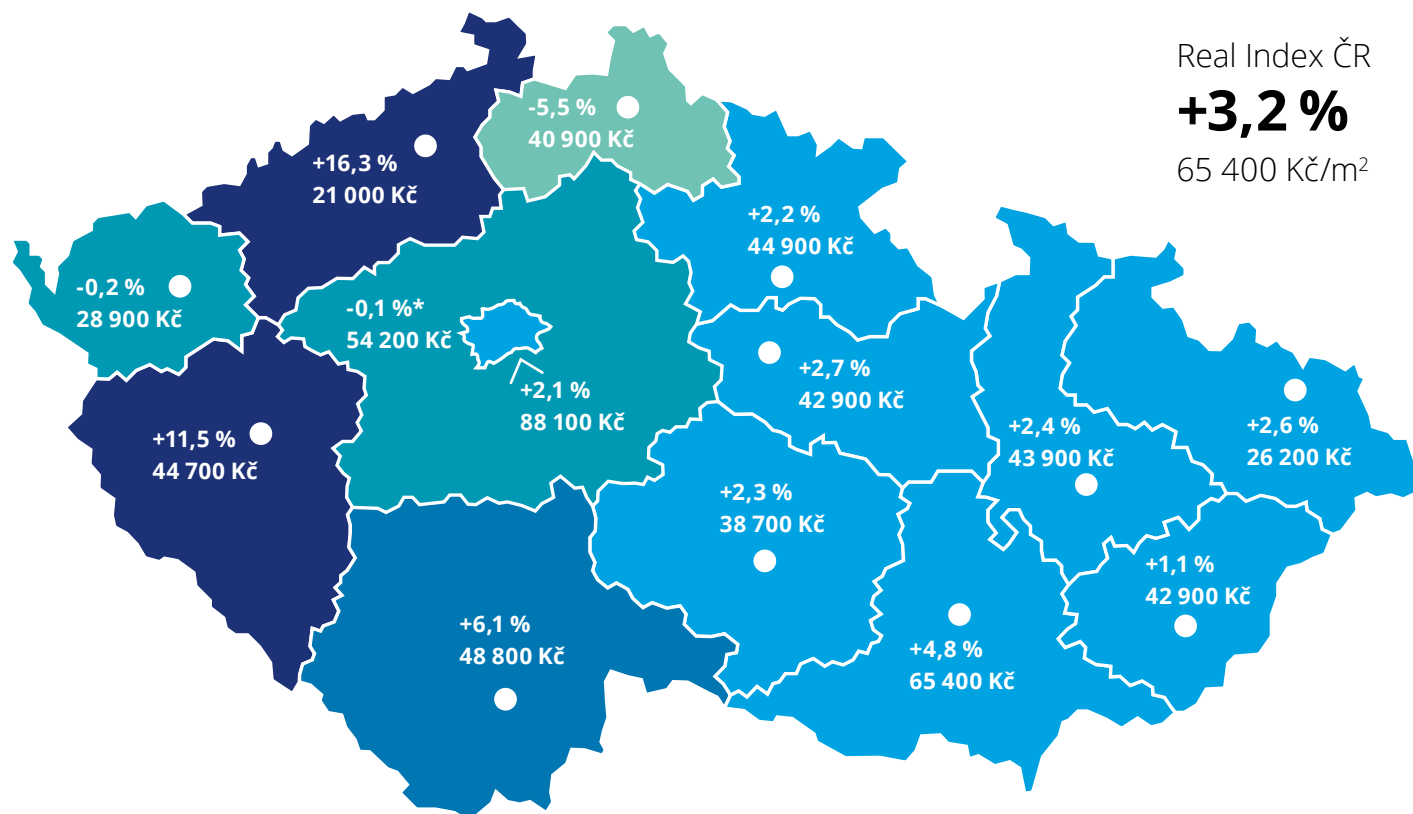 Real Index ČR
+3,2 %
65 400 Kč/m²
-5,5 %
40 900 Kč
+16,3 %
21 000 Kč
+2,2 %
44 900 Kč
-0,2 %
28 900 Kč
-0,1 %*
54 200 Kč
+2,1 %
88 100 Kč
+2,7 %
42 900 Kč
+11,5 %
44 700 Kč
+2,4 %
43 900 Kč
+2,6 %
26 200 Kč
+2,3 %
38 700 Kč
+1,1 %
42 900 Kč
+6,1 %
48 800 Kč
+4,8 %
65 400 Kč